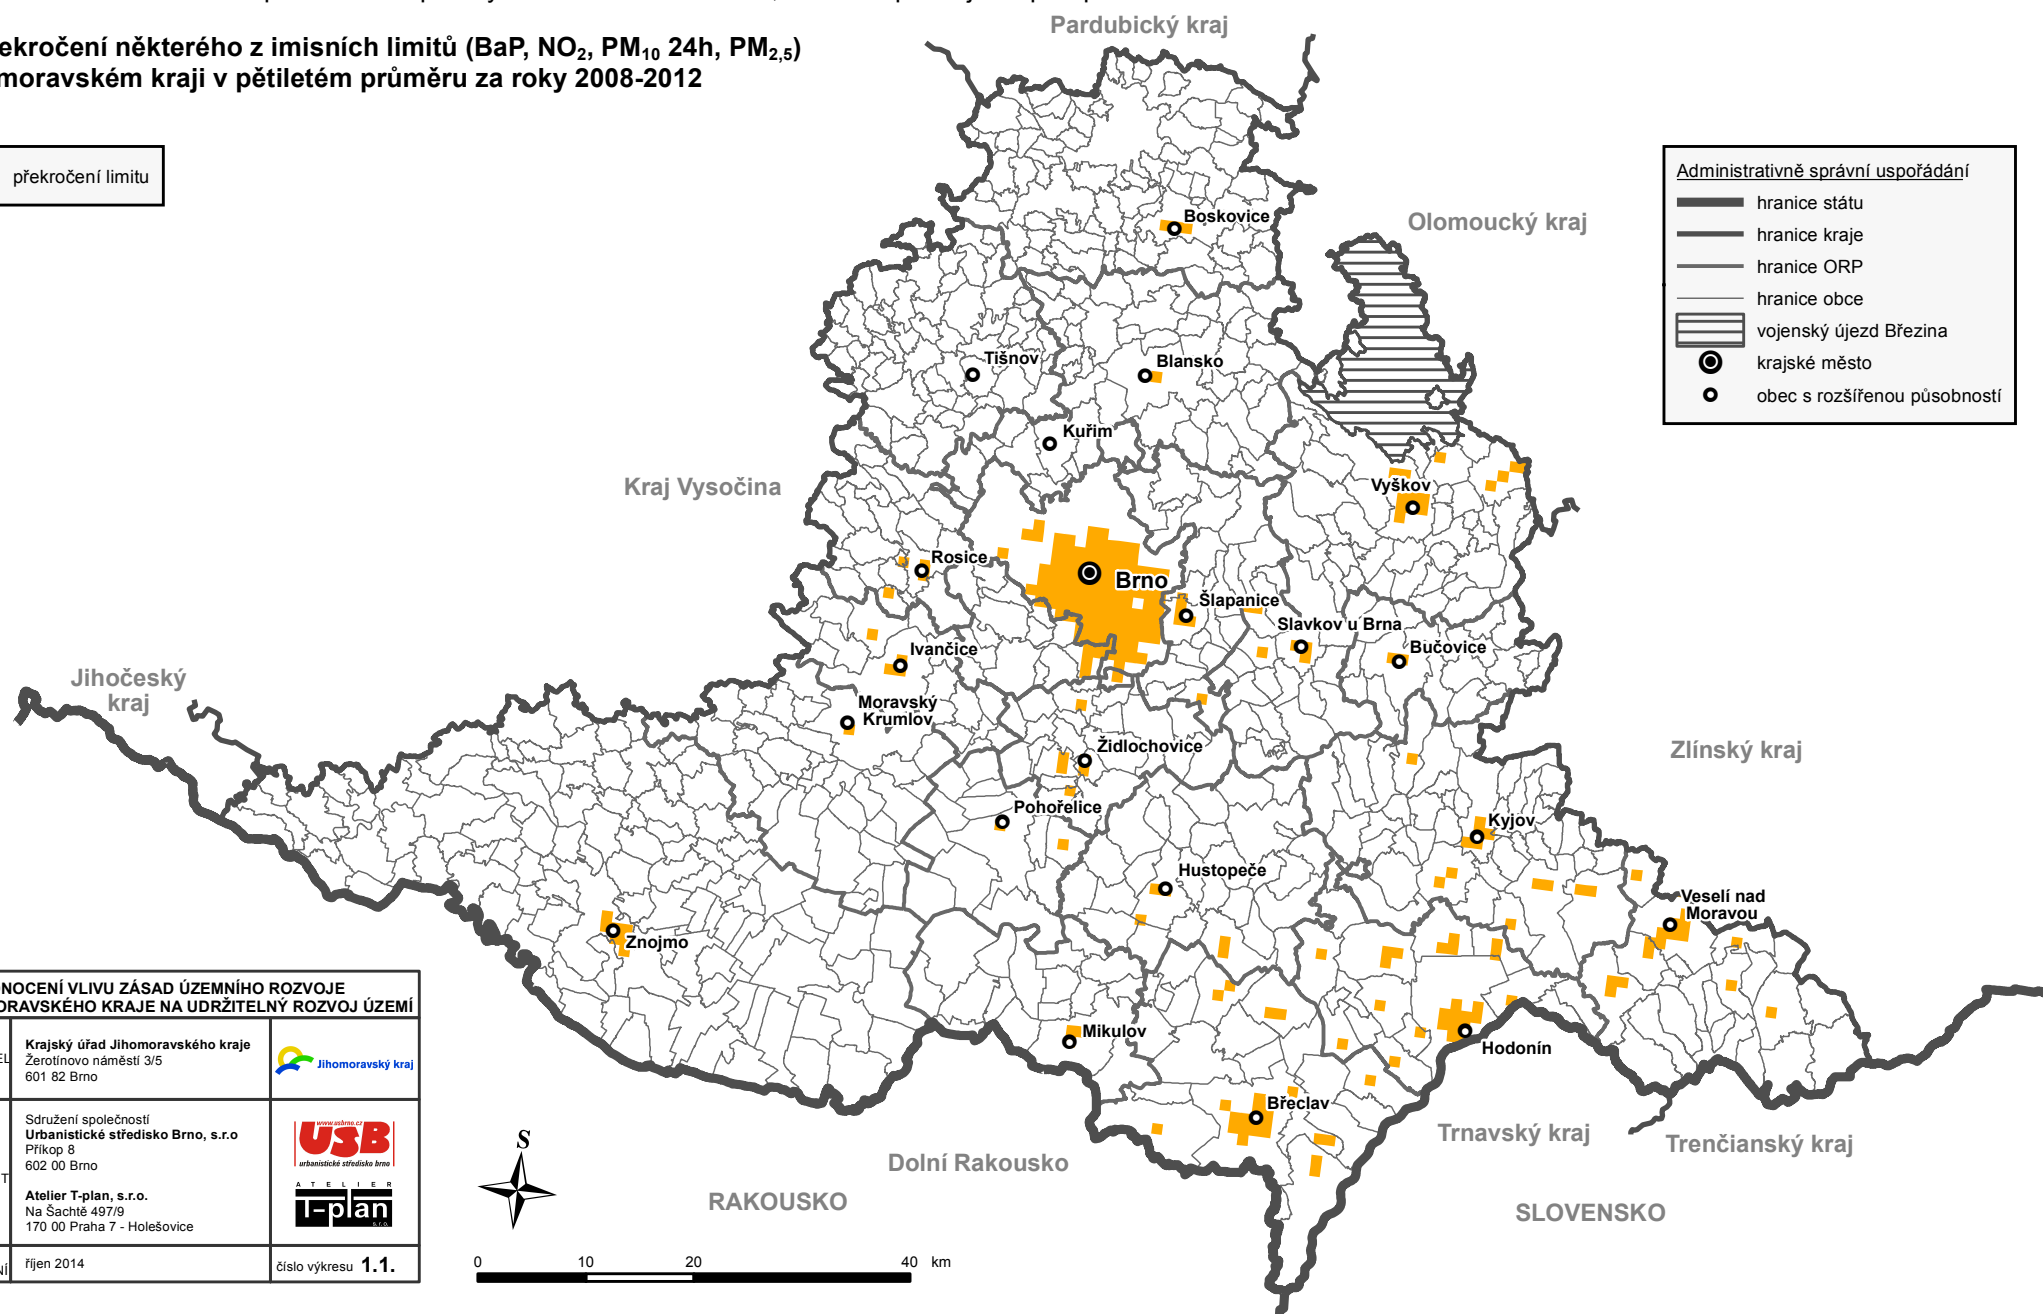 ekročení některého z imisních limitů (BaP, NO₂, PM₁₀ 24h, PM₂,₅)
moravském kraji v pětiletém průměru za roky 2008-2012
překročení limitu
Pardubický kraj
Olomoucký kraj
Kraj Vysočina
Jihočeský
kraj
Zlínský kraj
Trnavský kraj
Trenčianský kraj
Dolní Rakousko
RAKOUSKO
SLOVENSKO
Administrativně správní uspořádání
hranice státu
hranice kraje
hranice ORP
hranice obce
vojenský újezd Březina
krajské město
obec s rozšířenou působností
Boskovice
Tišnov
Blansko
Kuřim
Vyškov
Rosice
Brno
Šlapanice
Slavkov u Brna
Bučovice
Ivančice
Moravský
Krumlov
Židlochovice
Pohořelice
Kyjov
Hustopeče
Veselí nad
Moravou
Znojmo
Mikulov
Hodonín
Břeclav
S
0 10 20 40 km
NOCENÍ VLIVU ZÁSAD ÚZEMNÍHO ROZVOJE
ORAVSKÉHO KRAJE NA UDRŽITELNÝ ROZVOJ ÚZEMÍ
EL
Krajský úřad Jihomoravského kraje
Žerotínovo náměstí 3/5
601 82 Brno
Jihomoravský kraj
T
Sdružení společností
Urbanistické středisko Brno, s.r.o
Příkop 8
602 00 Brno
Atelier T-plan, s.r.o.
Na Šachtě 497/9
170 00 Praha 7 - Holešovice
www.usbrno.cz
USB
urbanistické středisko brno
ATELIER
T-plan
s.r.o.
NÍ
říjen 2014
číslo výkresu 1.1.